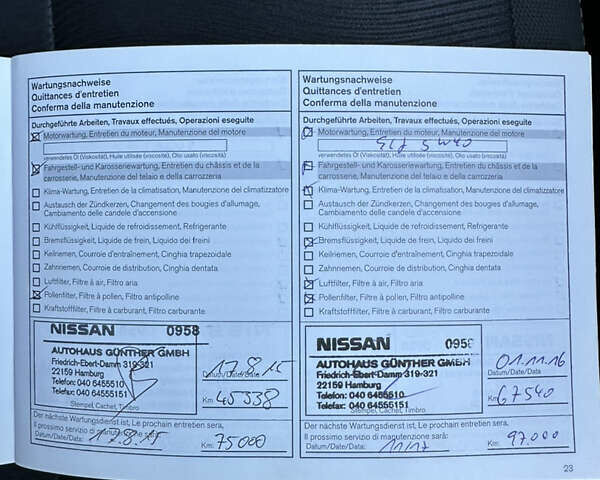 Wartungsnachweise
Quittances d'entretien
Conferma della manutenzione
Durchgeführte Arbeiten, Travaux effectués, Operazioni eseguite
Motorwartung, Entretien du moteur, Manutenzione del motore
verwendetes Öl (Viskosität), Huile utilisée (viscosité), Olio usato (viscosità)
Fahrgestell- und Karosseriewartung, Entretien du châssis et de la
carrosserie, Manutenzione del telaio e della carrozzeria
Klima-Wartung, Entretien de la climatisation, Manutenzione del climatizzatore
Austausch der Zündkerzen, Changement des bougies d'allumage,
Cambiamento delle candele d'accensione
Kühlflüssigkeit, Liquide de refroidissement, Refrigerante
Bremsflüssigkeit, Liquide de frein, Liquido dei freini
Keilriemen, Courroie d'entraînement, Cinghia trapezoidale
Zahnriemen, Courroie de distribution, Cinghia dentata
Luftfilter, Filtre à air, Filtro aria
Pollenfilter, Filtre à pollen, Filtro antipolline
Kraftstofffilter, Filtre à carburant, Filtro carburante
NISSAN 0958
AUTOHAUS GÜNTHER GMBH
Friedrich-Ebert-Damm 319-321
22159 Hamburg
Telefon: 040 6455510
Telefax: 040 64555151
Stempel, Cachet, Timbro
17.8.15
Datum/Date/Data:
Km: 45338
Der nächste Wartungsdienst ist, Le prochain entretien sera,
Il prossimo servizio di manutenzione sarà:
Datum/Date/Data: Km: 75000
Wartungsnachweise
Quittances d'entretien
Conferma della manutenzione
Durchgeführte Arbeiten, Travaux effectués, Operazioni eseguite
Motorwartung, Entretien du moteur, Manutenzione del motore
verwendetes Öl (Viskosität), Huile utilisée (viscosité), Olio usato (viscosità)
Fahrgestell- und Karosseriewartung, Entretien du châssis et de la
carrosserie, Manutenzione del telaio e della carrozzeria
Klima-Wartung, Entretien de la climatisation, Manutenzione del climatizzatore
Austausch der Zündkerzen, Changement des bougies d'allumage,
Cambiamento delle candele d'accensione
Kühlflüssigkeit, Liquide de refroidissement, Refrigerante
Bremsflüssigkeit, Liquide de frein, Liquido dei freini
Keilriemen, Courroie d'entraînement, Cinghia trapezoidale
Zahnriemen, Courroie de distribution, Cinghia dentata
Luftfilter, Filtre à air, Filtro aria
Pollenfilter, Filtre à pollen, Filtro antipolline
Kraftstofffilter, Filtre à carburant, Filtro carburante
NISSAN 0958
AUTOHAUS GÜNTHER GMBH
Friedrich-Ebert-Damm 319-321
22159 Hamburg
Telefon: 040 6455510
Telefax: 040 64555151
Stempel, Cachet, Timbro
01.11.16
Datum/Date/Data:
Km: 67540
Der nächste Wartungsdienst ist, Le prochain entretien sera,
Il prossimo servizio di manutenzione sarà:
Datum/Date/Data: 11.17 Km: 97.000
23